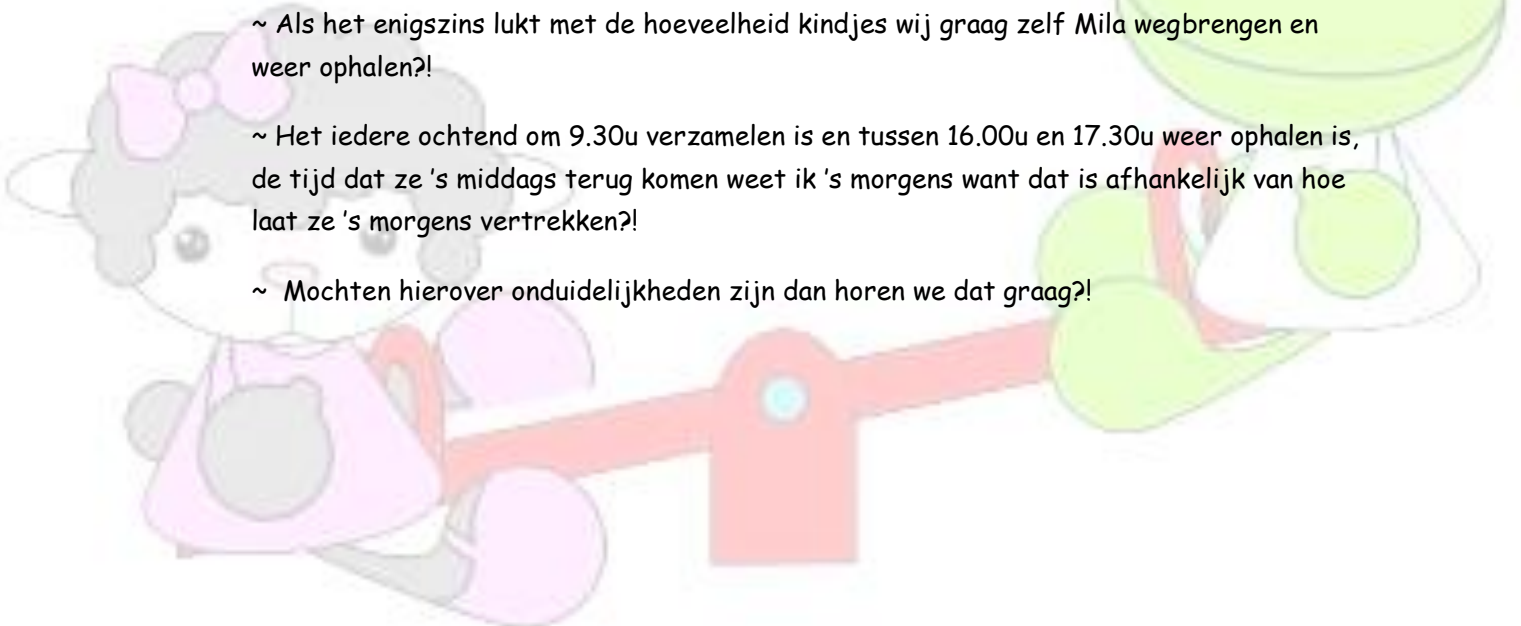 ~ Als het enigszins lukt met de hoeveelheid kindjes wij graag zelf Mila wegbrengen en
weer ophalen?!
~ Het iedere ochtend om 9.30u verzamelen is en tussen 16.00u en 17.30u weer ophalen is,
de tijd dat ze ’s middags terug komen weet ik ’s morgens want dat is afhankelijk van hoe
laat ze ’s morgens vertrekken?!
~ Mochten hierover onduidelijkheden zijn dan horen we dat graag?!